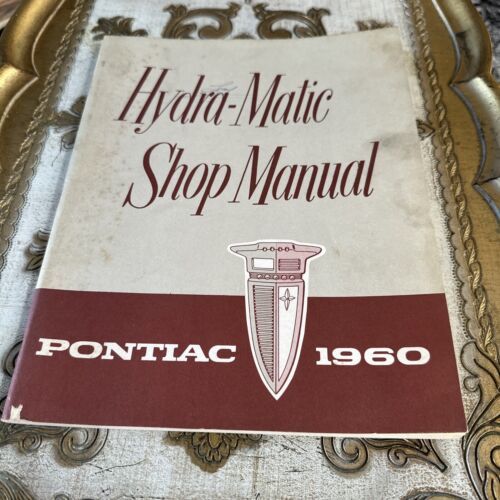 Hydra-Matic
Shop Manual
PONTIAC 1960